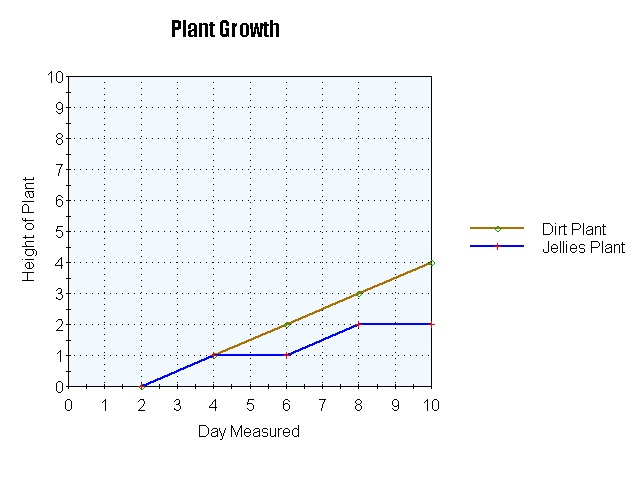 Plant Growth
10
9
8
7
6
5
4
3
2
1
0
Height of Plant
0 1 2 3 4 5 6 7 8 9 10
Day Measured
Dirt Plant
Jellies Plant